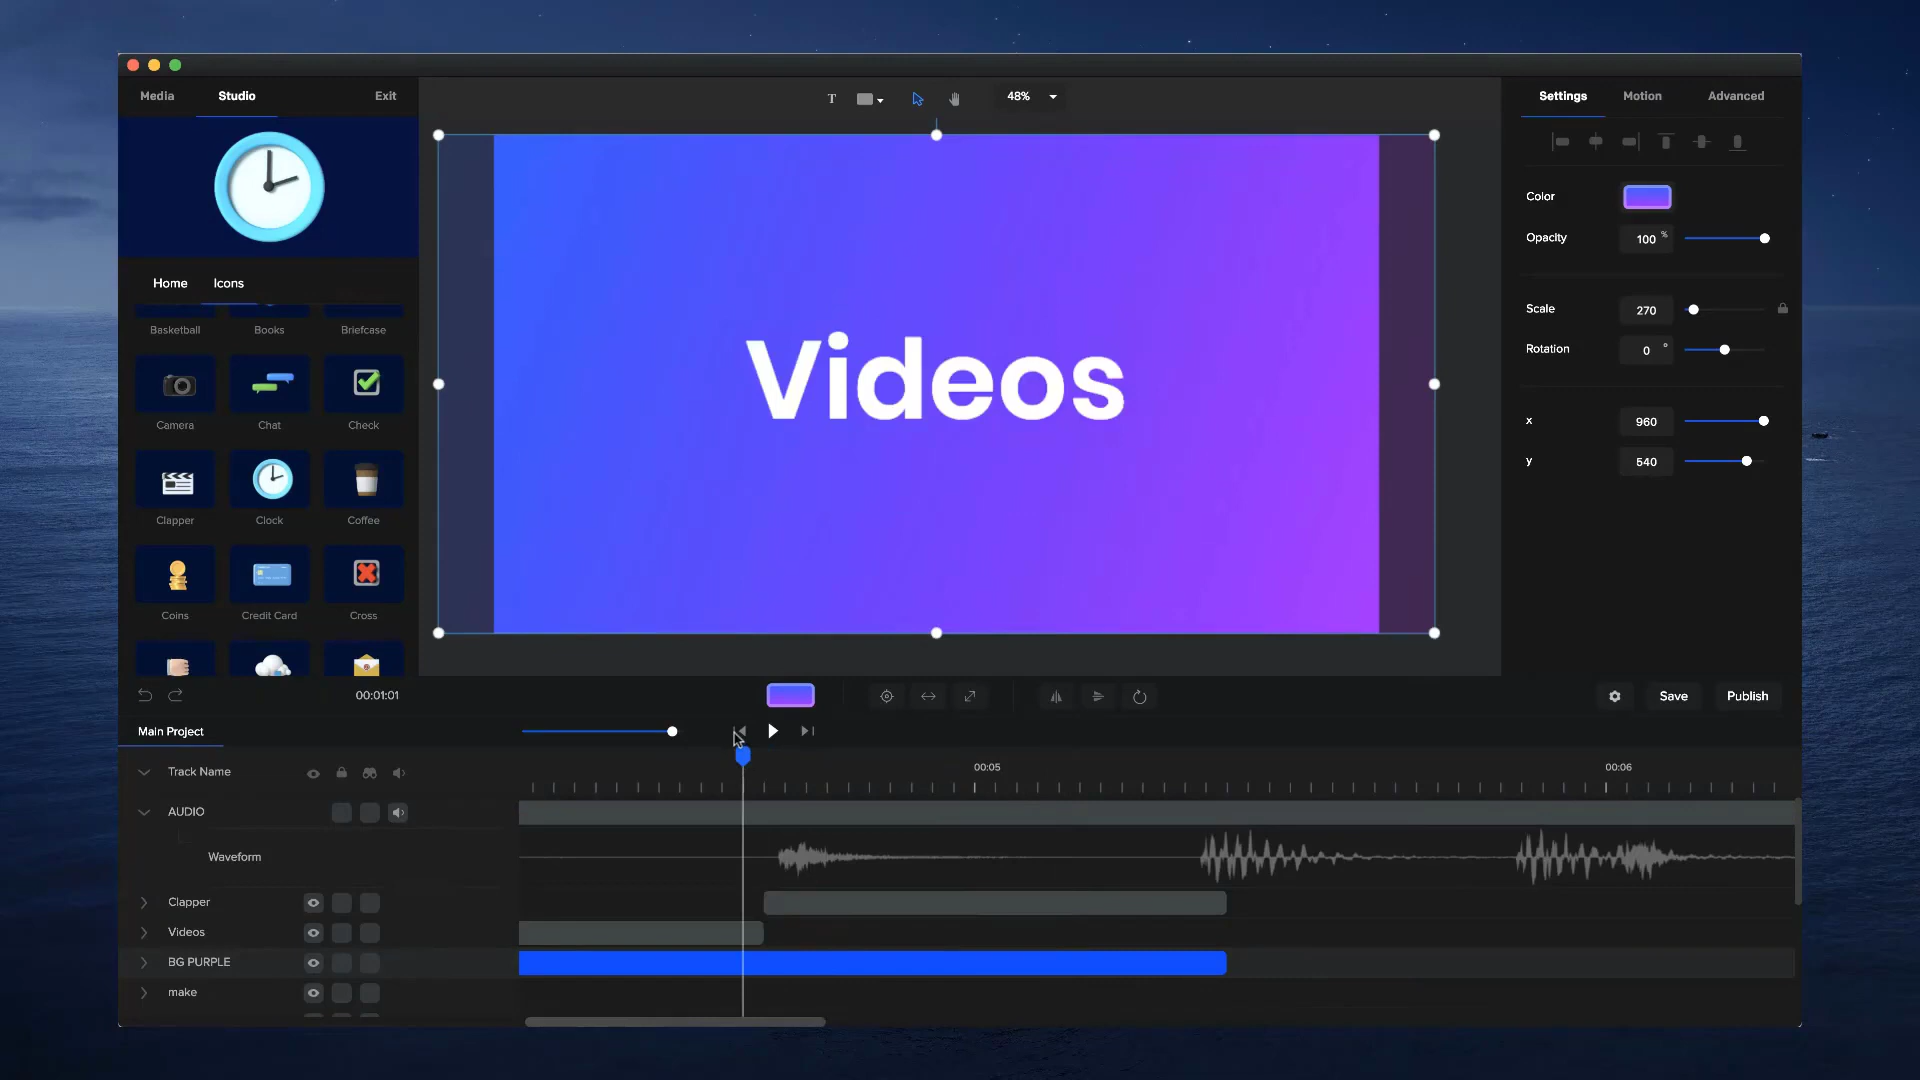 Media
Studio
Exit
T
48%
Settings
Motion
Advanced
Color
Opacity
100 %
Scale
270
Rotation
0 °
x
960
y
540
Home
Icons
Basketball
Books
Briefcase
Camera
Chat
Check
Clapper
Clock
Coffee
Coins
Credit Card
Cross
Videos
00:01:01
Save
Publish
Main Project
Track Name
00:05
00:06
AUDIO
Waveform
Clapper
Videos
BG PURPLE
make